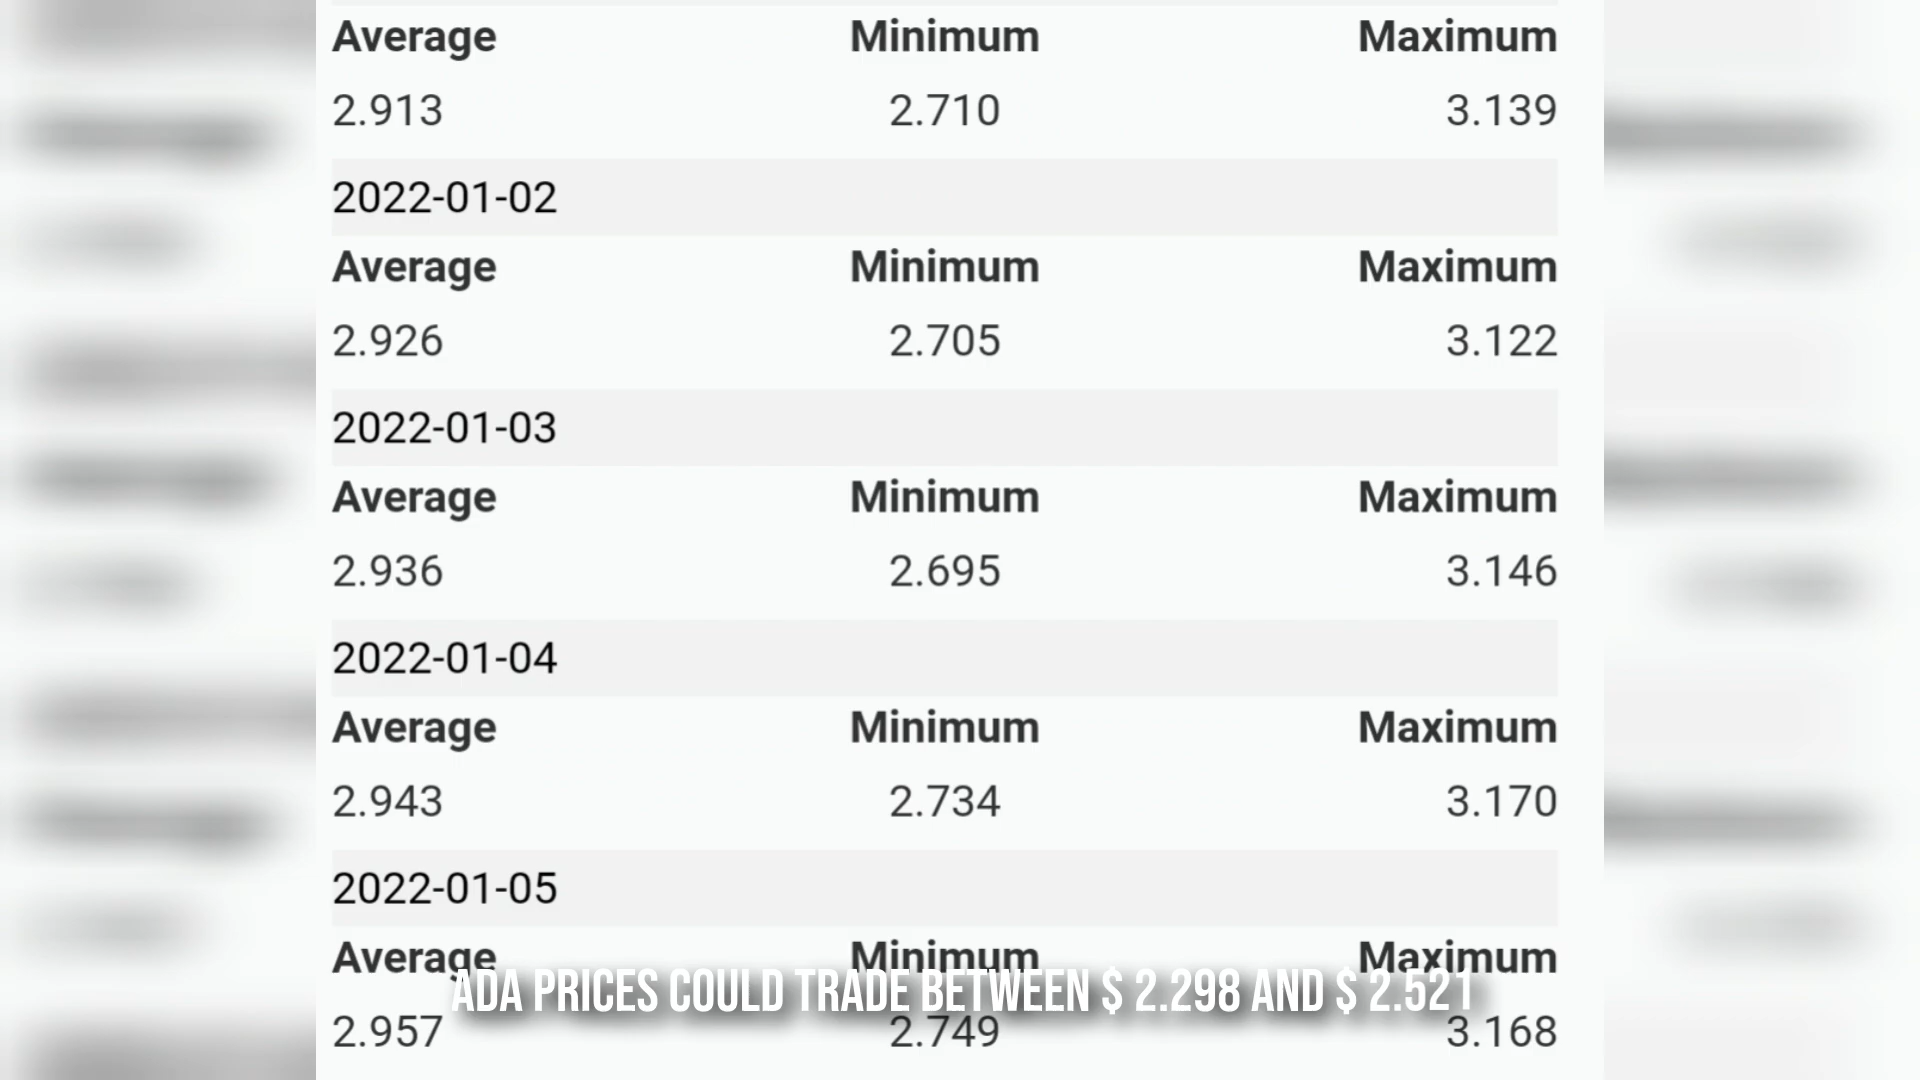 Average Minimum Maximum
2.913 2.710 3.139
2022-01-02
Average Minimum Maximum
2.926 2.705 3.122
2022-01-03
Average Minimum Maximum
2.936 2.695 3.146
2022-01-04
Average Minimum Maximum
2.943 2.734 3.170
2022-01-05
Average Minimum Maximum
ADA PRICES COULD TRADE BETWEEN $ 2.298 AND $ 2.521
2.957 2.749 3.168